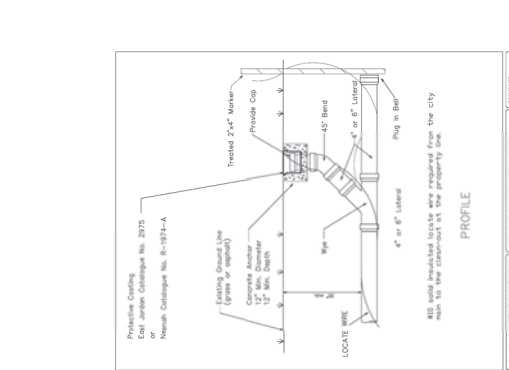 Protective Casting
East Jordan Catalogue No. 2975
or
Neenah Catalogue No. R-1974-A
Treated 2"x4" Marker
Provide Cap
Existing Ground Line
(grass or asphalt)
Concrete Anchor
12" Min. Diameter
12" Min. Depth
45° Bend
4" or 6" Lateral
Wye
Plug in Bell
4" or 6" Lateral
LOCATE WIRE
#10 solid insulated locate wire required from the city
main to the clean-out at the property line.
PROFILE